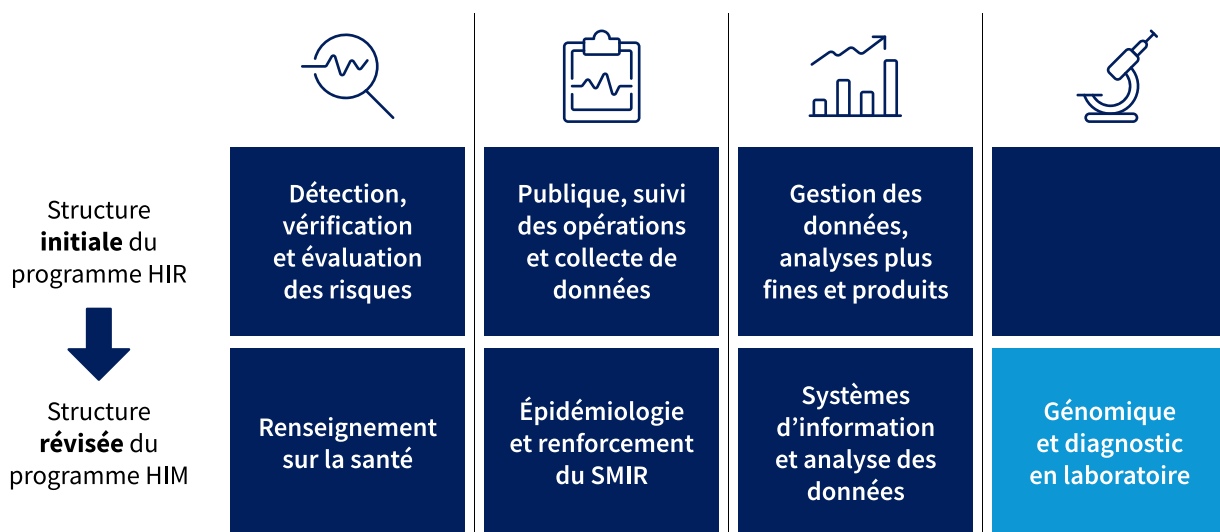 Structure
initiale du
programme HIR
Détection,
vérification
et évaluation
des risques
Publique, suivi
des opérations
et collecte de
données
Gestion des
données,
analyses plus
fines et produits
Structure
révisée du
programme HIM
Renseignement
sur la santé
Épidémiologie
et renforcement
du SMIR
Systèmes
d’information
et analyse des
données
Génomique
et diagnostic
en laboratoire